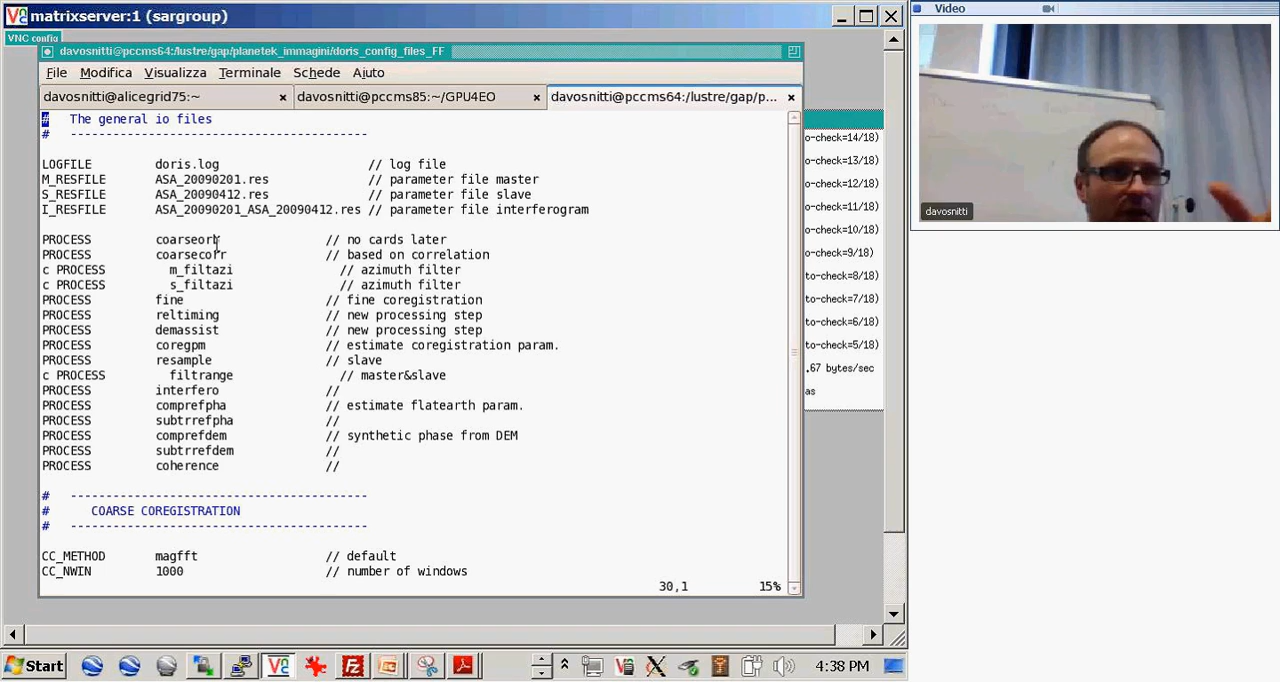 matrixserver:1 (sargroup)
VNC config
davosnitti@pccms64:/lustre/gap/planetek_immagini/doris_config_files_FF
File Modifica Visualizza Terminale Schede Aiuto
davosnitti@alicegrid75:~ davosnitti@pccms85:~/GPU4EO davosnitti@pccms64:/lustre/gap/p...
# The general io files
# ------------------------------------------
LOGFILE doris.log // log file
M_RESFILE ASA_20090201.res // parameter file master
S_RESFILE ASA_20090412.res // parameter file slave
I_RESFILE ASA_20090201_ASA_20090412.res // parameter file interferogram
PROCESS coarseorb // no cards later
PROCESS coarsecorr // based on correlation
c PROCESS m_filtazi // azimuth filter
c PROCESS s_filtazi // azimuth filter
PROCESS fine // fine coregistration
PROCESS reltiming // new processing step
PROCESS demassist // new processing step
PROCESS coregpm // estimate coregistration param.
PROCESS resample // slave
c PROCESS filtrange // master&slave
PROCESS interfero //
PROCESS comprefpha // estimate flatearth param.
PROCESS subtrrefpha //
PROCESS comprefdem // synthetic phase from DEM
PROCESS subtrrefdem //
PROCESS coherence //
# ------------------------------------------
# COARSE COREGISTRATION
# ------------------------------------------
CC_METHOD magfft // default
CC_NWIN 1000 // number of windows
30,1 15%
to-check=14/18)
to-check=13/18)
to-check=12/18)
to-check=11/18)
to-check=10/18)
to-check=9/18)
to-check=8/18)
to-check=7/18)
to-check=6/18)
to-check=5/18)
.67 bytes/sec
as
Video
davosnitti
Start
4:38 PM